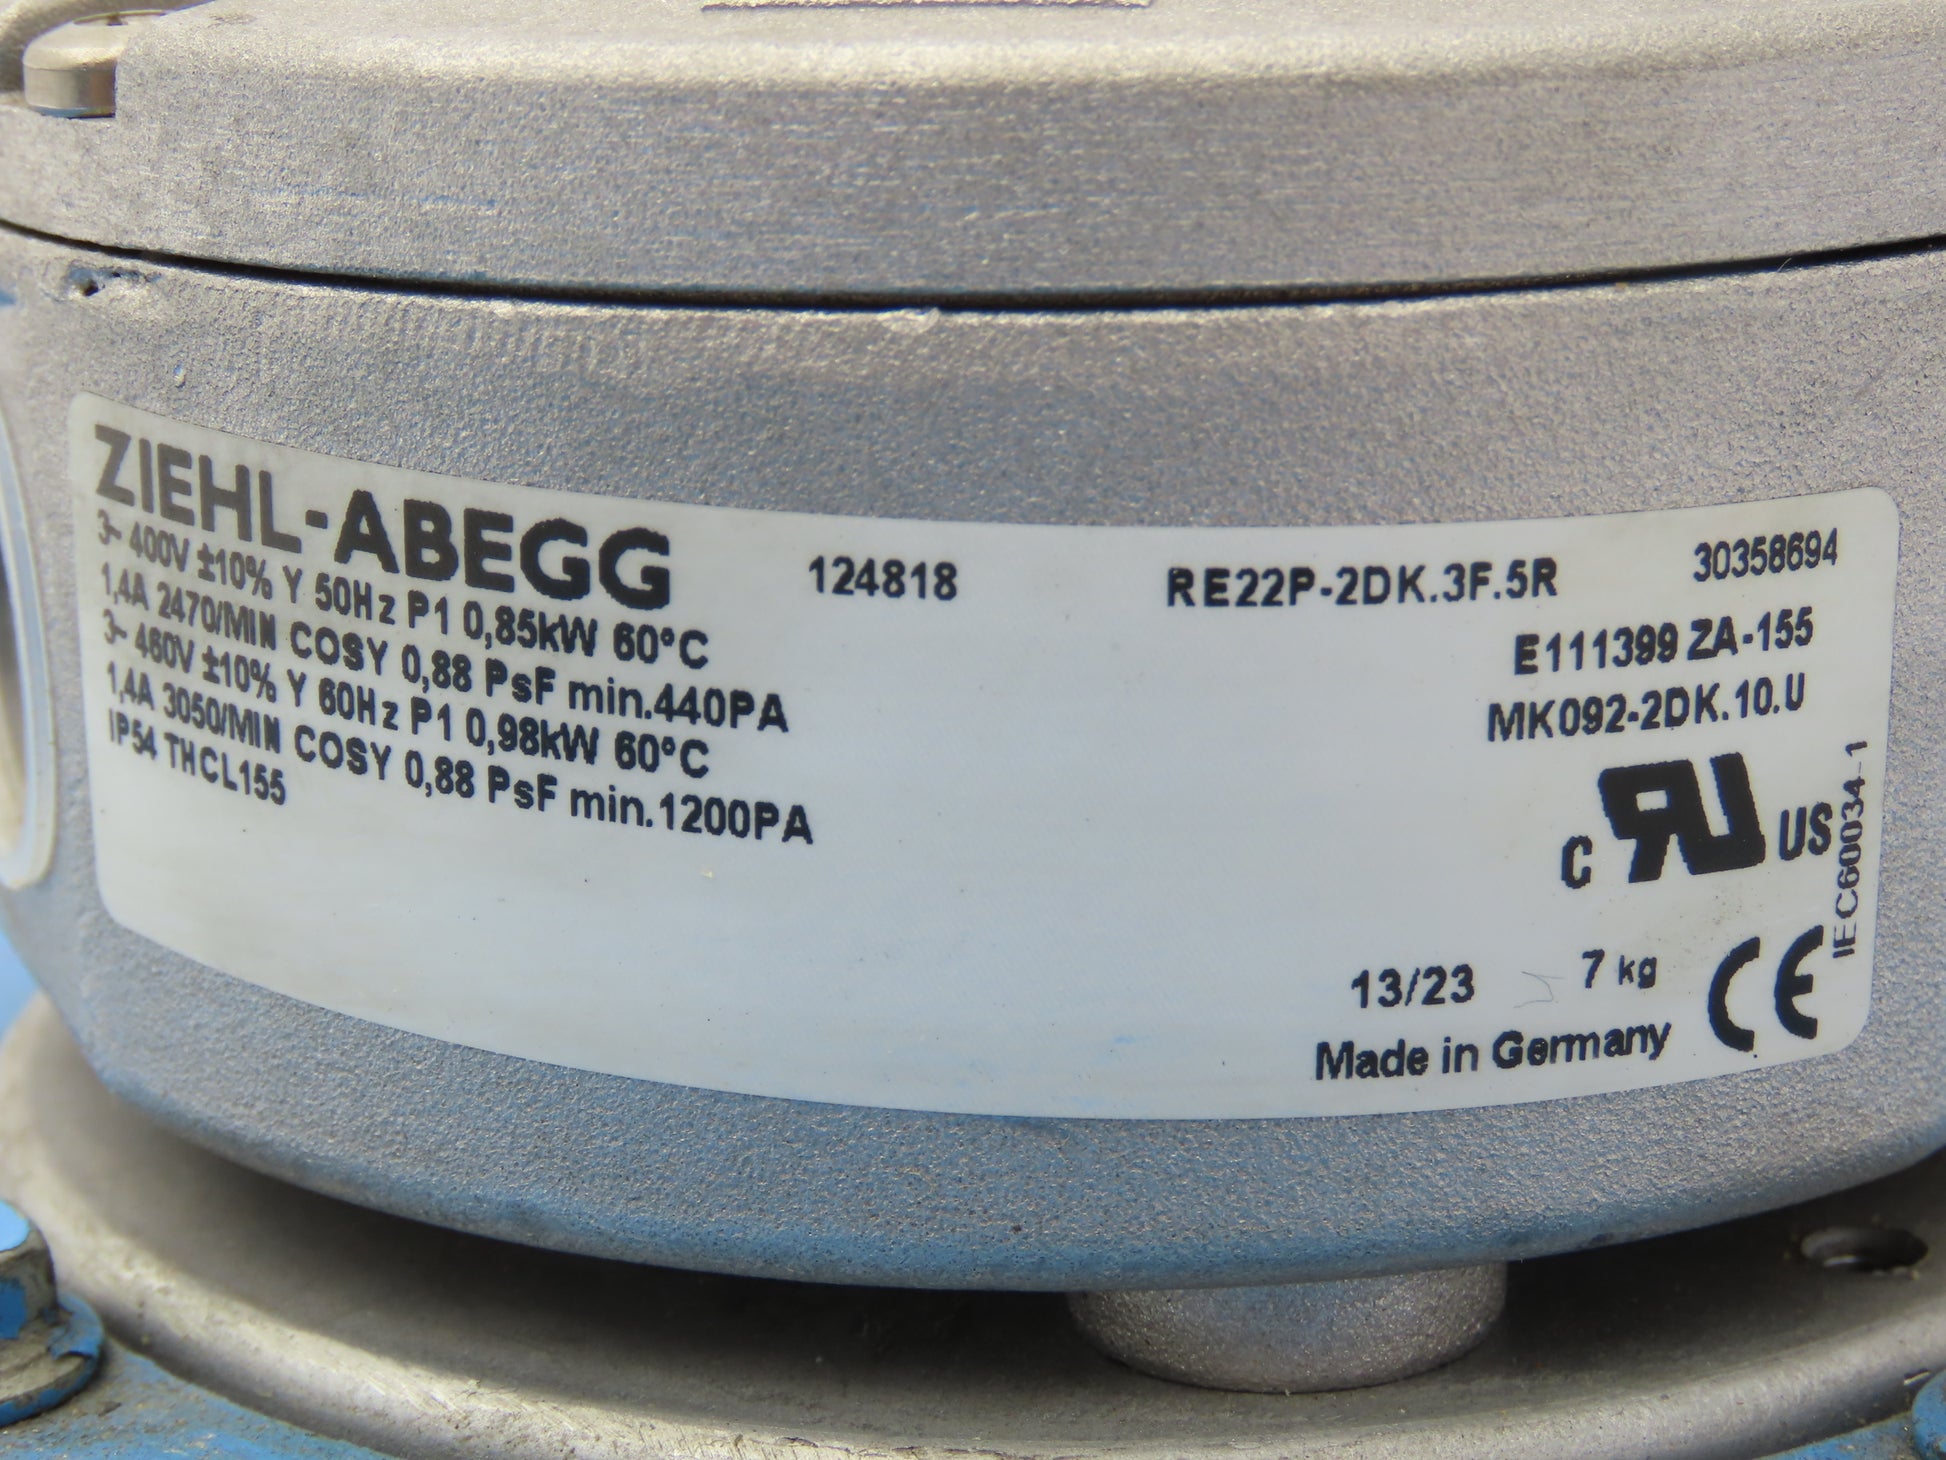 ZIEHL-ABEGG
3~ 400V ±10% Y 50Hz P1 0,85kW 60°C
1,4A 2470/MIN COSY 0,88 PsF min.440PA
3~ 460V ±10% Y 60Hz P1 0,98kW 60°C
1,4A 3050/MIN COSY 0,88 PsF min.1200PA
IP54 THCL155
124818
RE22P-2DK.3F.5R
30358694
E111399 ZA-155
MK092-2DK.10.U
C RU US
IEC60034-1
13/23 7 kg
CE
Made in Germany